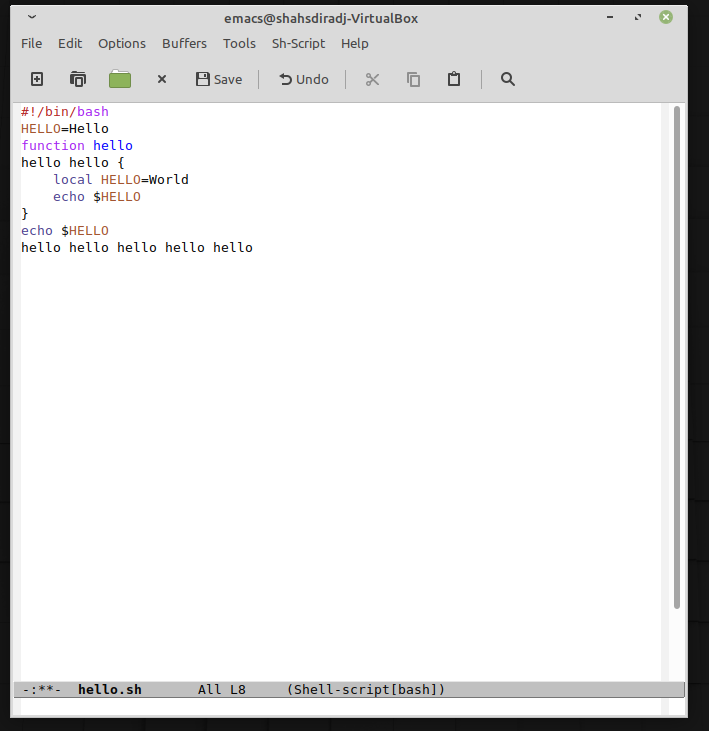 emacs@shahsdiradj-VirtualBox
File Edit Options Buffers Tools Sh-Script Help
Save Undo
#!/bin/bash
HELLO=Hello
function hello
hello hello {
    local HELLO=World
    echo $HELLO
}
echo $HELLO
hello hello hello hello hello
-:**-  hello.sh       All L8     (Shell-script[bash])